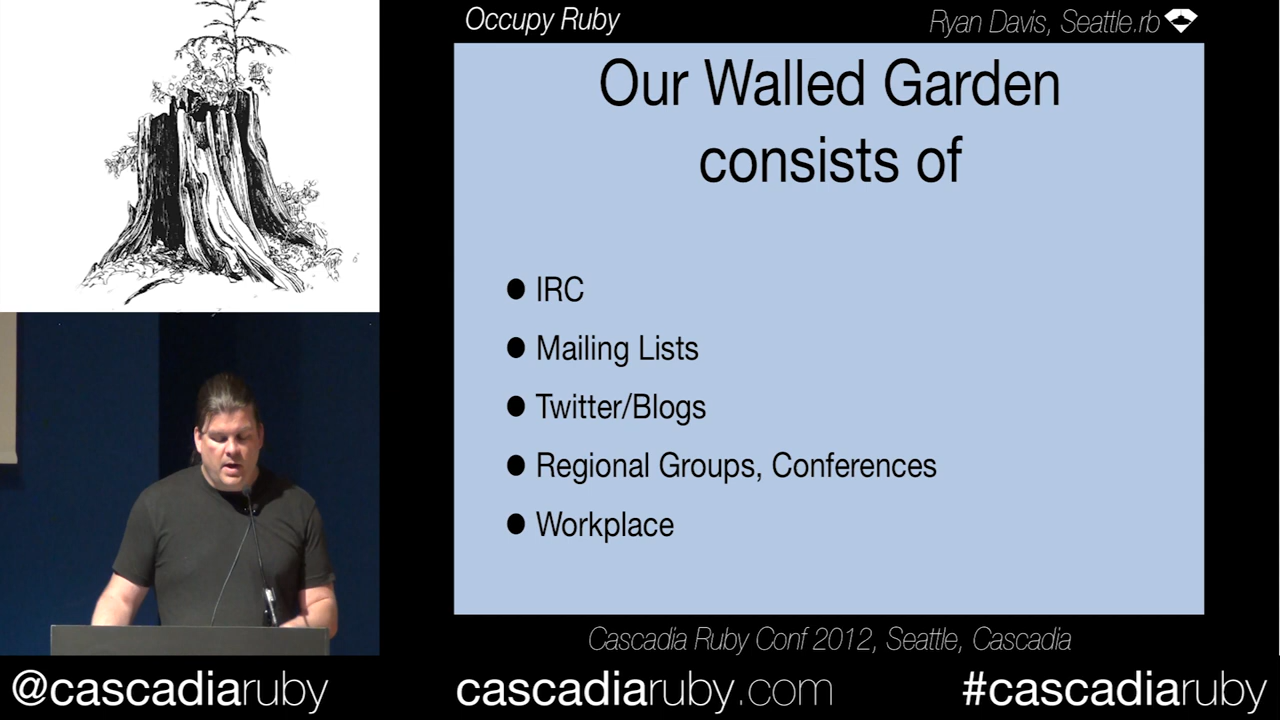 Occupy Ruby
Ryan Davis, Seattle.rb
Our Walled Garden
consists of
● IRC
● Mailing Lists
● Twitter/Blogs
● Regional Groups, Conferences
● Workplace
Cascadia Ruby Conf 2012, Seattle, Cascadia
@cascadiaruby
cascadiaruby.com
#cascadiaruby